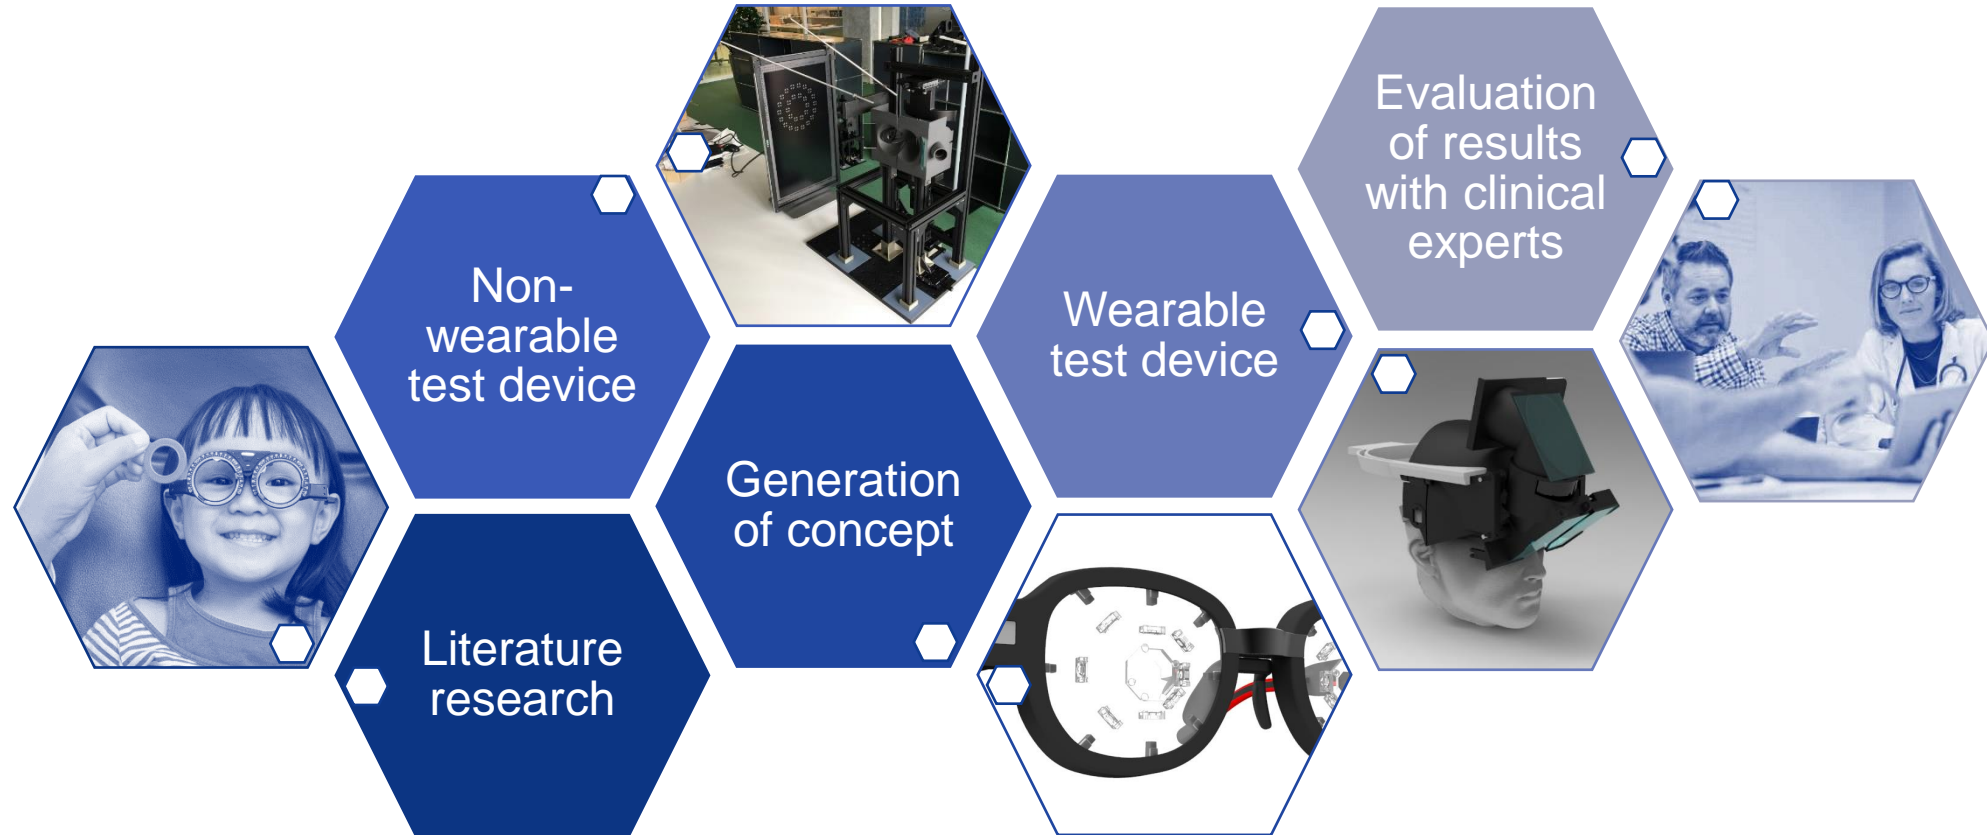 Non-
wearable
test device
Literature
research
Generation
of concept
Wearable
test device
Evaluation
of results
with clinical
experts